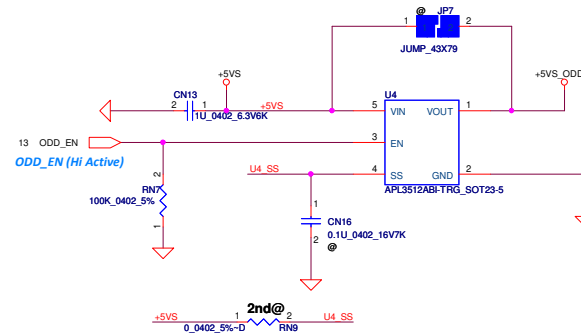 @ JP7
1 2
JUMP_43X79
+5VS
+5VS_ODD
CN13
2 1
1U_0402_6.3V6K
+5VS
U4
5 VIN VOUT 1
13 ODD_EN
3 EN
ODD_EN (Hi Active)
U4_SS
4 SS GND 2
APL3512ABI-TRG_SOT23-5
2
RN7
100K_0402_5%
1
1
CN16
0.1U_0402_16V7K
2
@
2nd@
+5VS 1 2 U4_SS
0_0402_5%~D RN9